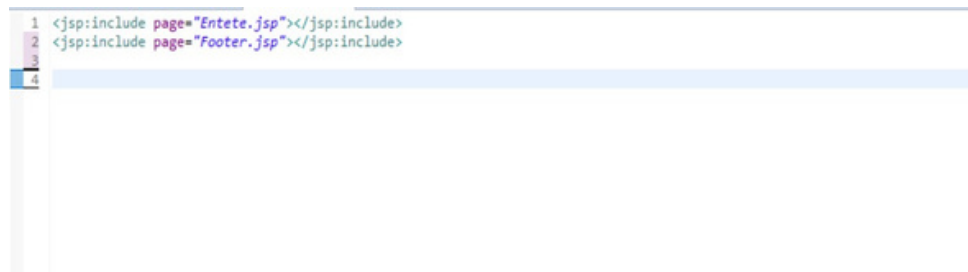 1 <jsp:include page="Entete.jsp"></jsp:include>
2 <jsp:include page="Footer.jsp"></jsp:include>
3
4